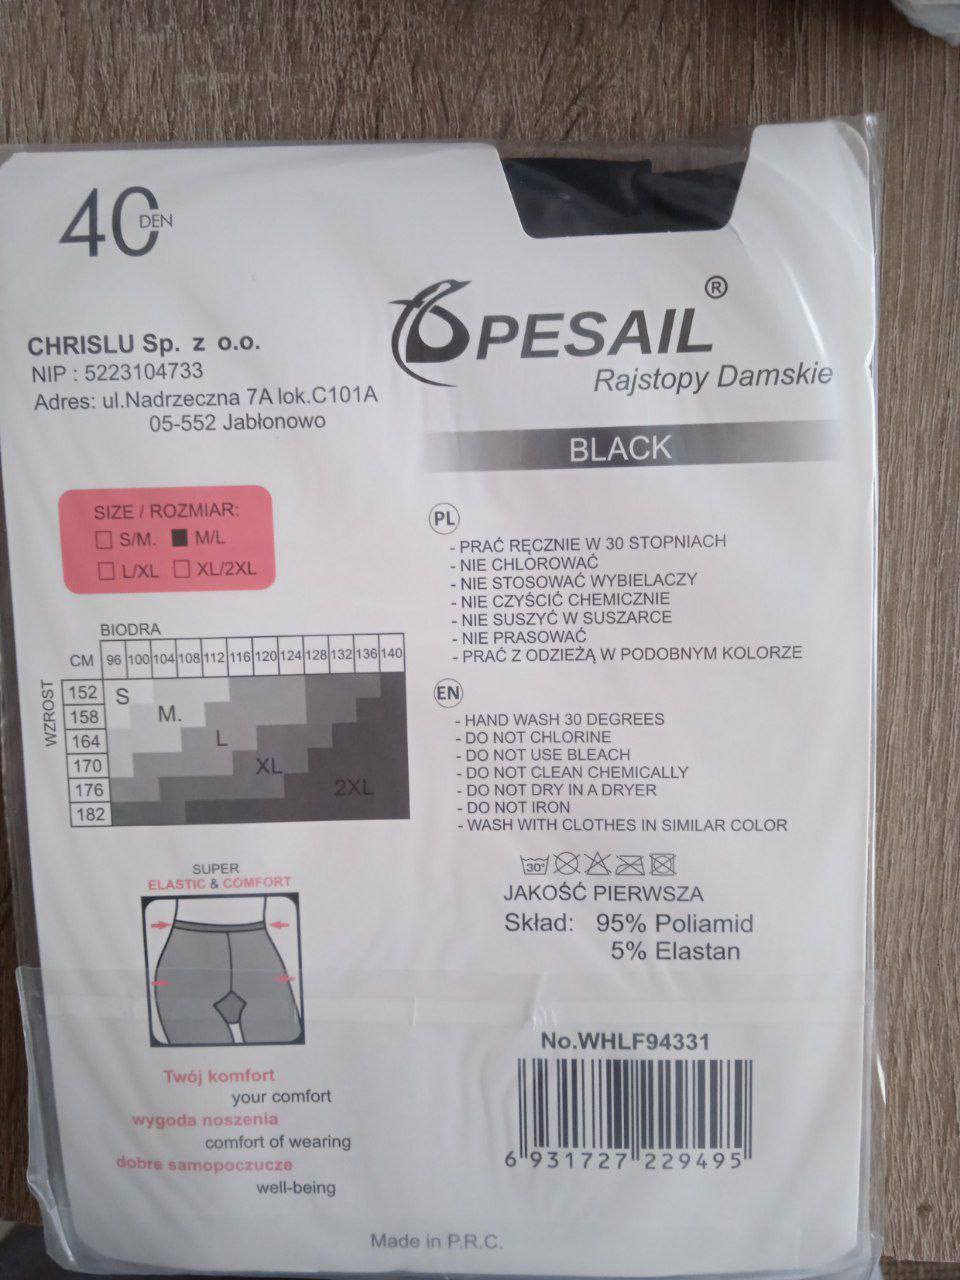 40 DEN
CHRISLU Sp. z o.o.
NIP : 5223104733
Adres: ul.Nadrzeczna 7A lok.C101A
05-552 Jabłonowo
PESAIL ®
Rajstopy Damskie
BLACK
SIZE / ROZMIAR:
S/M. M/L
L/XL XL/2XL
BIODRA
CM 96 100 104 108 112 116 120 124 128 132 136 140
WZROST
152 S
158 M.
164 L
170 XL
176 2XL
182
SUPER
ELASTIC & COMFORT
Twój komfort
your comfort
wygoda noszenia
comfort of wearing
dobre samopoczucze
well-being
PL
- PRAĆ RĘCZNIE W 30 STOPNIACH
- NIE CHLOROWAĆ
- NIE STOSOWAĆ WYBIELACZY
- NIE CZYŚCIĆ CHEMICZNIE
- NIE SUSZYĆ W SUSZARCE
- NIE PRASOWAĆ
- PRAĆ Z ODZIEŻĄ W PODOBNYM KOLORZE
EN
- HAND WASH 30 DEGREES
- DO NOT CHLORINE
- DO NOT USE BLEACH
- DO NOT CLEAN CHEMICALLY
- DO NOT DRY IN A DRYER
- DO NOT IRON
- WASH WITH CLOTHES IN SIMILAR COLOR
30°
JAKOŚĆ PIERWSZA
Skład: 95% Poliamid
5% Elastan
No.WHLF94331
6 931727 229495
Made in P.R.C.